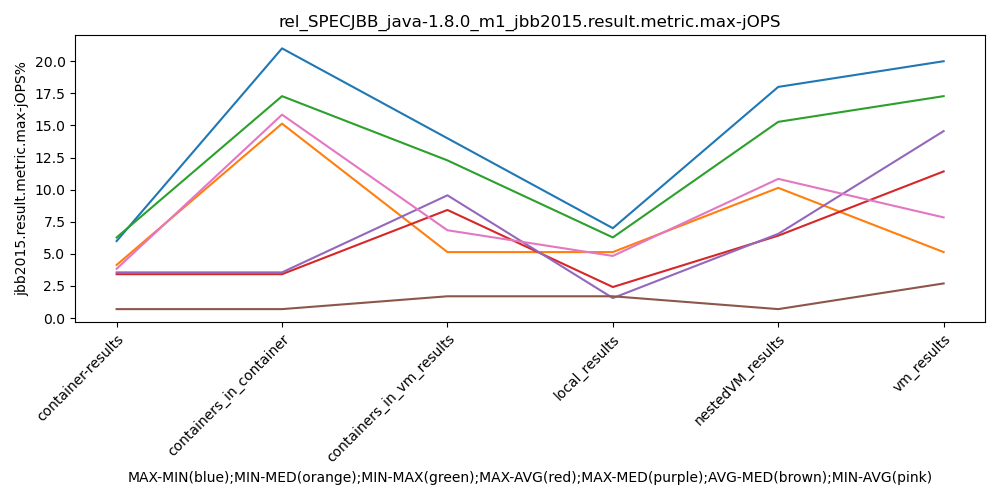 rel_SPECJBB_java-1.8.0_m1_jbb2015.result.metric.max-jOPS
jbb2015.result.metric.max-jOPS%
20.0
17.5
15.0
12.5
10.0
7.5
5.0
2.5
0.0
container-results
containers_in_container
containers_in_vm_results
local_results
nestedVM_results
vm_results
MAX-MIN(blue);MIN-MED(orange);MIN-MAX(green);MAX-AVG(red);MAX-MED(purple);AVG-MED(brown);MIN-AVG(pink)